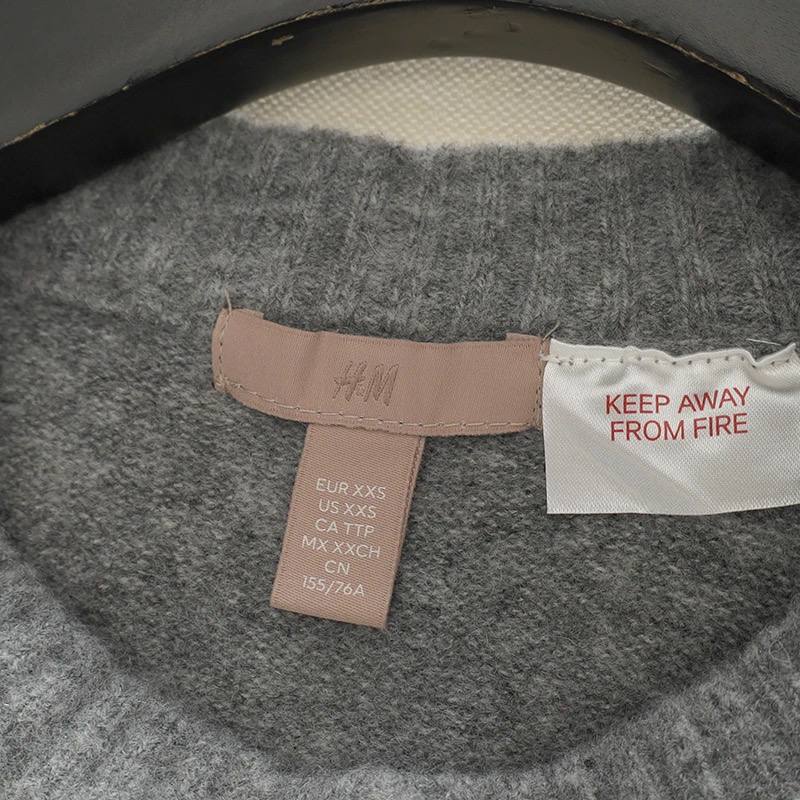 H&M
EUR XXS
US XXS
CA TTP
MX XXCH
CN
155/76A
KEEP AWAY
FROM FIRE